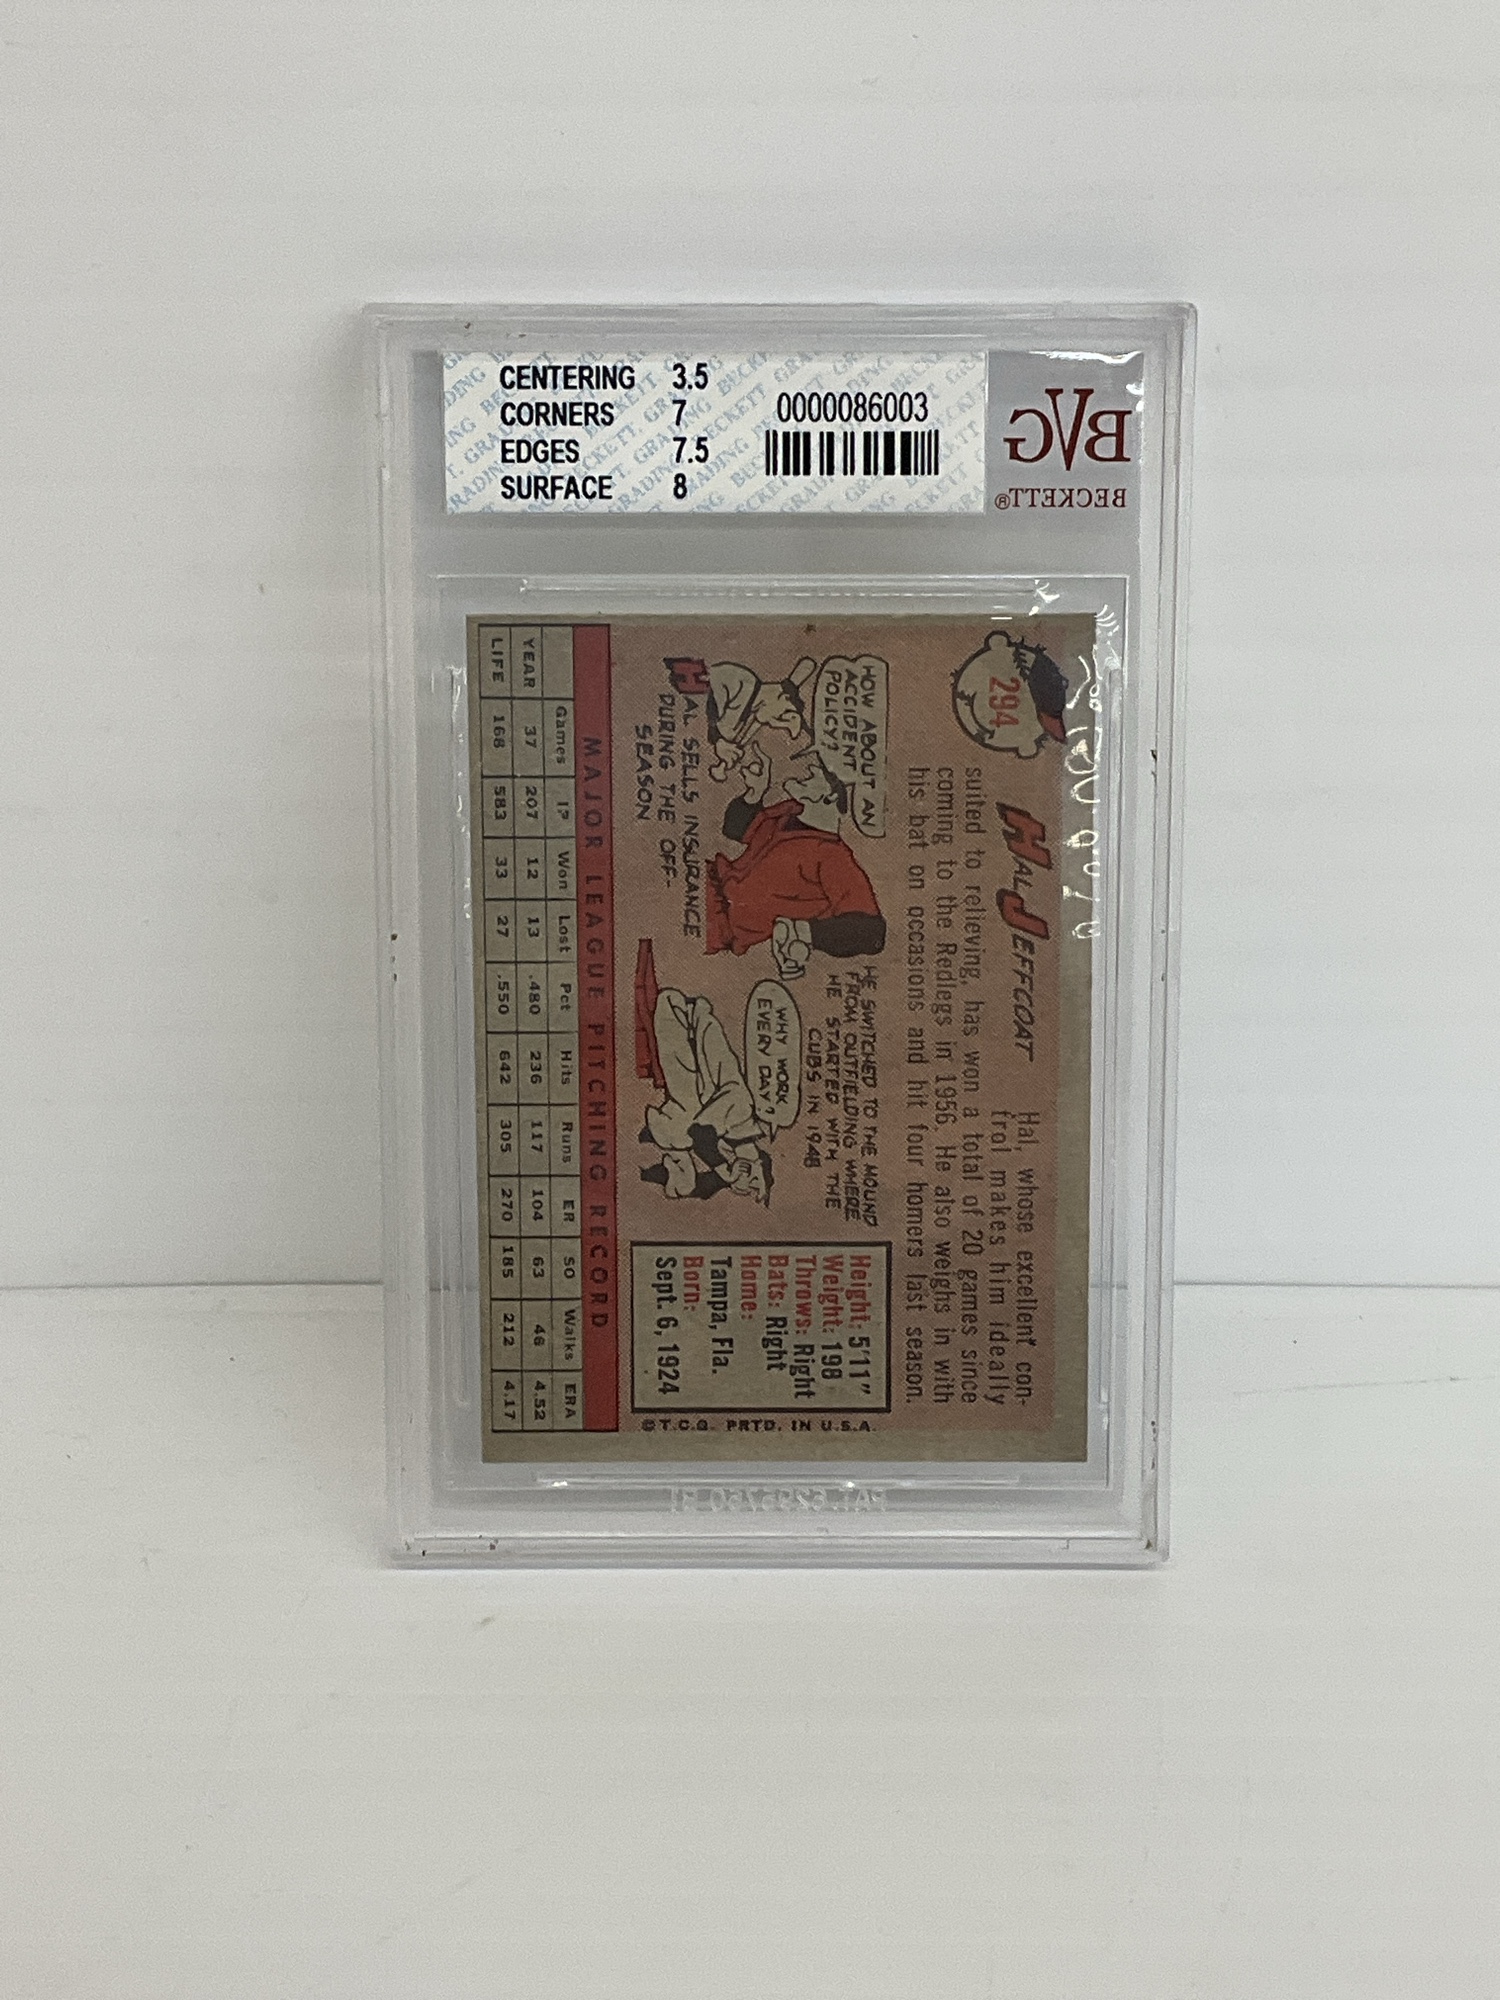 CENTERING 3.5
CORNERS 7
EDGES 7.5
SURFACE 8
0000086003
BVG
BECKETT®
294
HAL JEFFCOAT
Hal, whose excellent con-
trol makes him ideally
suited to relieving, has won a total of 20 games since
coming to the Redlegs in 1956. He also weighs in with
his bat on occasions and hit four homers last season.
HOW ABOUT AN
ACCIDENT
POLICY?
HAL SELLS INSURANCE
DURING THE OFF-
SEASON
HE SWITCHED TO THE MOUND
FROM OUTFIELDING WHERE
HE STARTED WITH THE
CUBS IN 1948
WHY WORK
EVERY DAY?
Height: 5'11"
Weight: 198
Throws: Right
Bats: Right
Home:
Tampa, Fla.
Born:
Sept. 6, 1924
© T.C.G. PRTD. IN U.S.A.
MAJOR LEAGUE PITCHING RECORD
Games IP Won Lost Pct Hits Runs ER SO Walks ERA
YEAR 37 207 12 13 .480 236 117 104 63 46 4.52
LIFE 168 583 33 27 .550 642 305 270 185 212 4.17